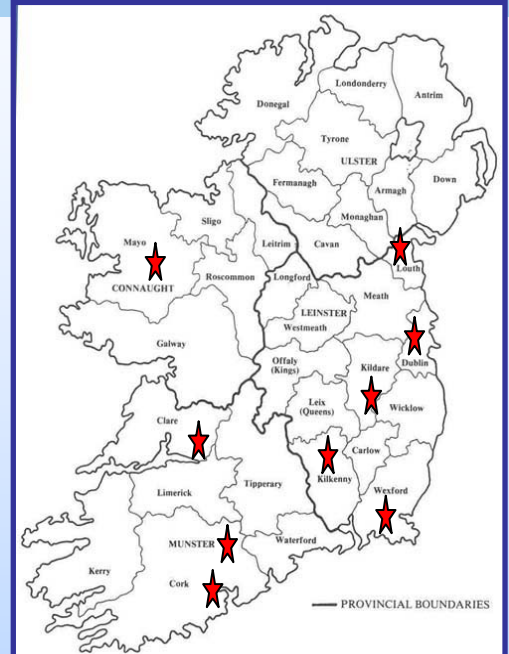 Londonderry
Antrim
Donegal
Tyrone
ULSTER
Fermanagh
Armagh
Down
Monaghan
Sligo
Mayo
Leitrim
Cavan
Louth
Roscommon
Longford
CONNAUGHT
Meath
LEINSTER
Westmeath
Galway
Offaly
(Kings)
Kildare
Dublin
Leix
(Queens)
Wicklow
Clare
Carlow
Kilkenny
Tipperary
Wexford
Limerick
MUNSTER
Waterford
Kerry
Cork
PROVINCIAL BOUNDARIES